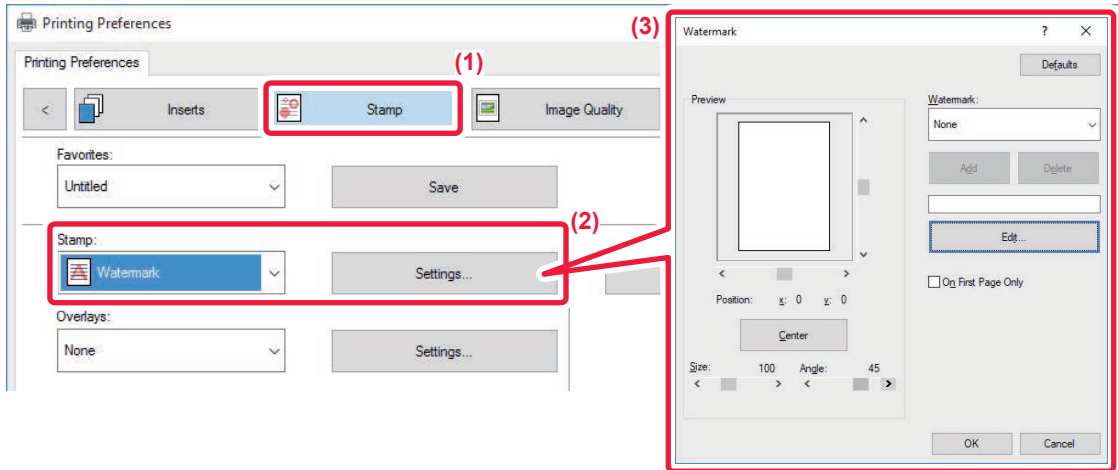 Printing Preferences
Printing Preferences
(1)
<
Inserts
Stamp
Image Quality
Favorites:
Untitled
Save
(2)
Stamp:
Watermark
Settings...
Overlays:
None
Settings...
(3)
Watermark
?
Defaults
Preview
Position: x: 0 y: 0
Center
Size: 100 Angle: 45
< > < >
Watermark:
None
Add Delete
Edit...
On First Page Only
OK Cancel